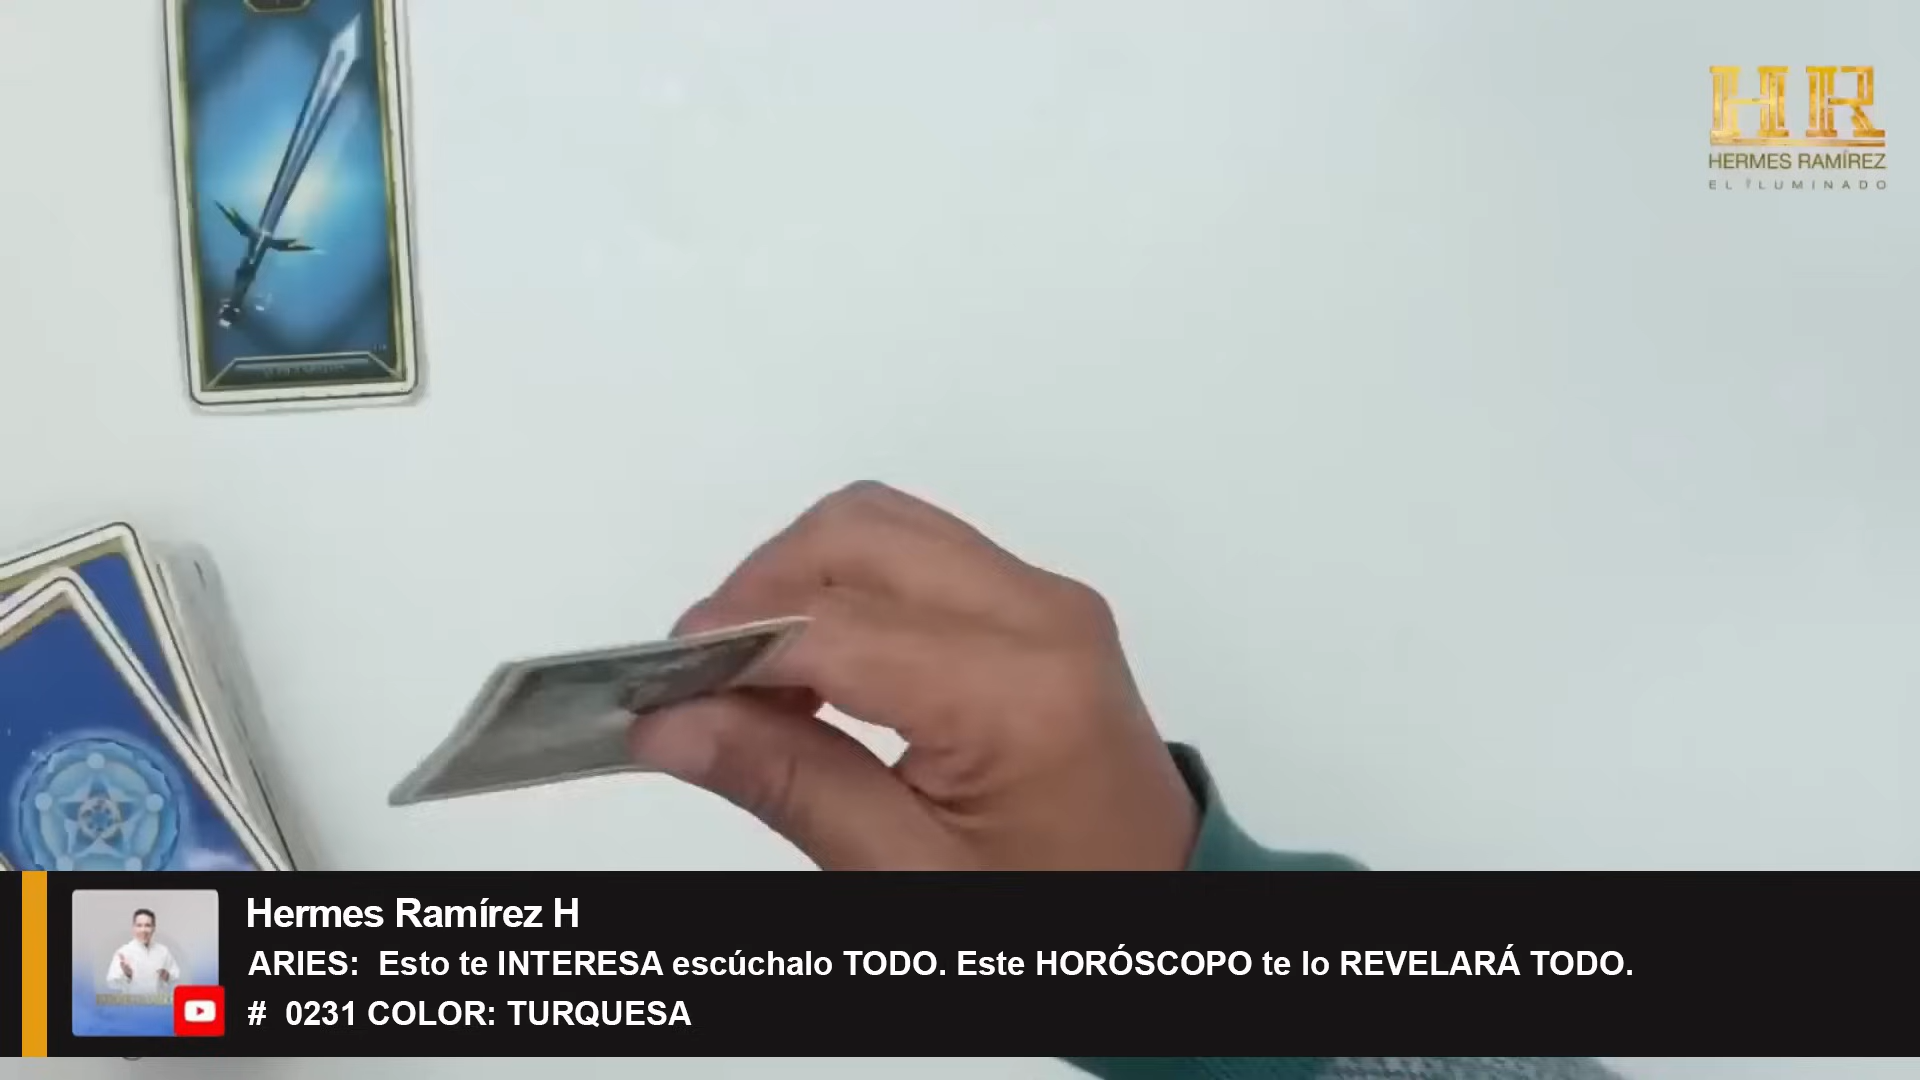 HR
HERMES RAMÍREZ
EL ILUMINADO
Hermes Ramírez H
ARIES: Esto te INTERESA escúchalo TODO. Este HORÓSCOPO te lo REVELARÁ TODO.
# 0231 COLOR: TURQUESA